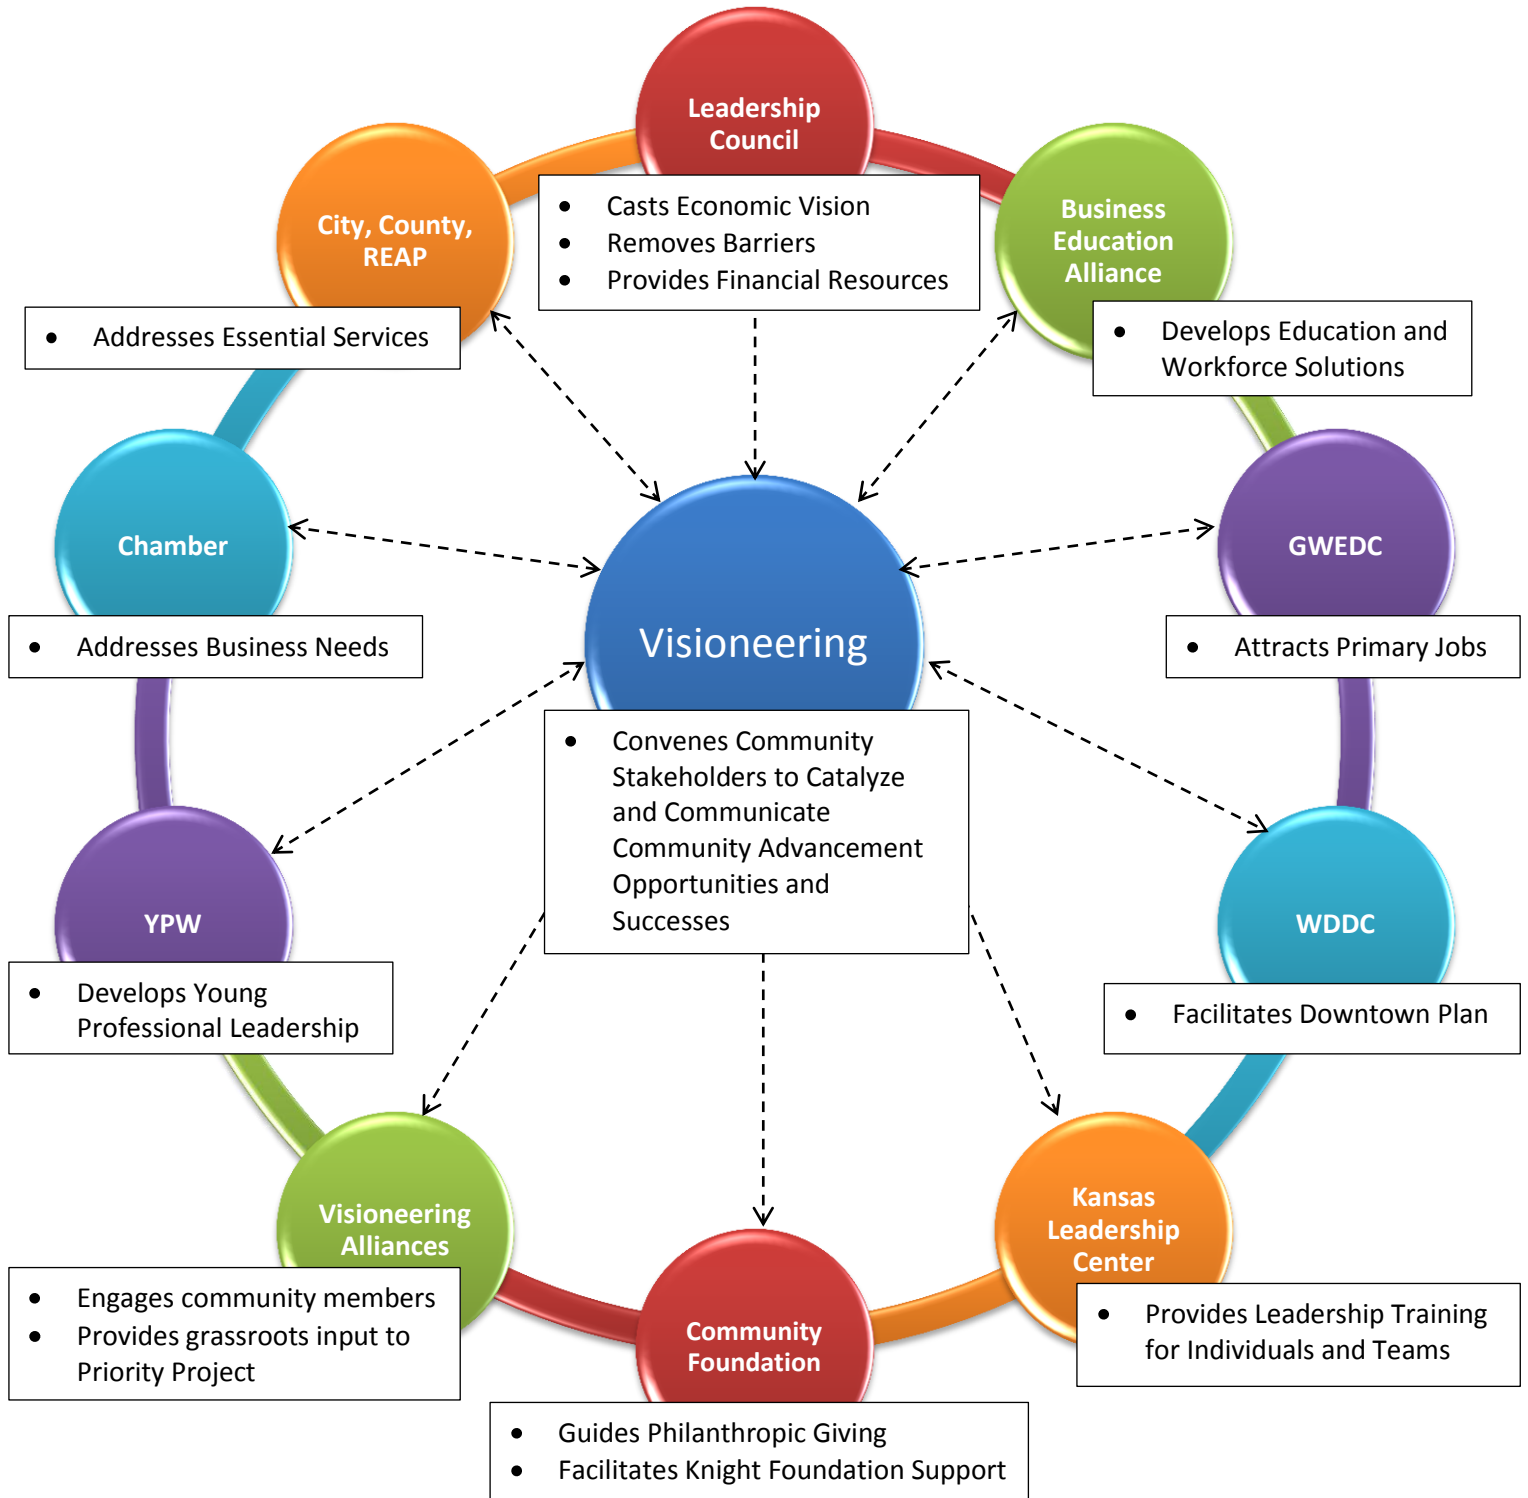 Leadership
Council
• Casts Economic Vision
• Removes Barriers
• Provides Financial Resources
City, County,
REAP
• Addresses Essential Services
Business
Education
Alliance
• Develops Education and
Workforce Solutions
Chamber
• Addresses Business Needs
GWEDC
• Attracts Primary Jobs
Visioneering
• Convenes Community
Stakeholders to Catalyze
and Communicate
Community Advancement
Opportunities and
Successes
YPW
• Develops Young
Professional Leadership
WDDC
• Facilitates Downtown Plan
Visioneering
Alliances
• Engages community members
• Provides grassroots input to
Priority Project
Kansas
Leadership
Center
• Provides Leadership Training
for Individuals and Teams
Community
Foundation
• Guides Philanthropic Giving
• Facilitates Knight Foundation Support